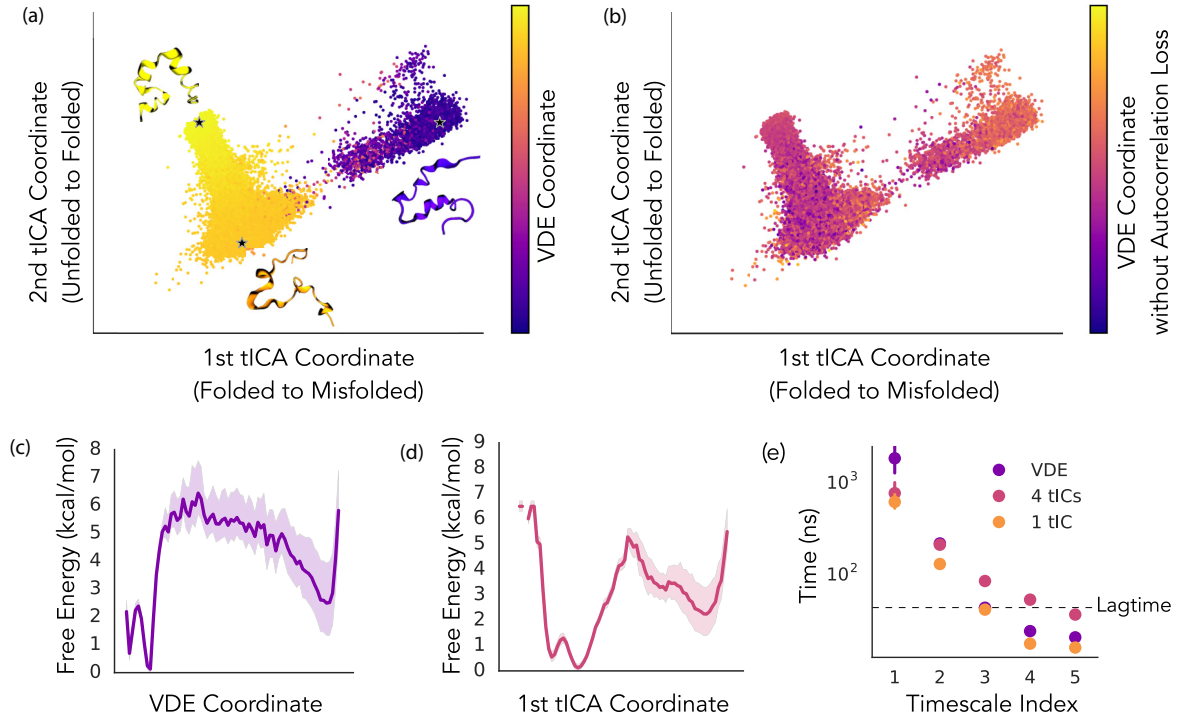 (a)
2nd tICA Coordinate
(Unfolded to Folded)
1st tICA Coordinate
(Folded to Misfolded)
VDE Coordinate
(b)
2nd tICA Coordinate
(Unfolded to Folded)
1st tICA Coordinate
(Folded to Misfolded)
VDE Coordinate
without Autocorrelation Loss
(c)
Free Energy (kcal/mol)
8
7
6
5
4
3
2
1
0
VDE Coordinate
(d)
Free Energy (kcal/mol)
9
8
7
6
5
4
3
2
1
0
1st tICA Coordinate
(e)
Time (ns)
10³
10²
VDE
4 tICs
1 tIC
Lagtime
1 2 3 4 5
Timescale Index